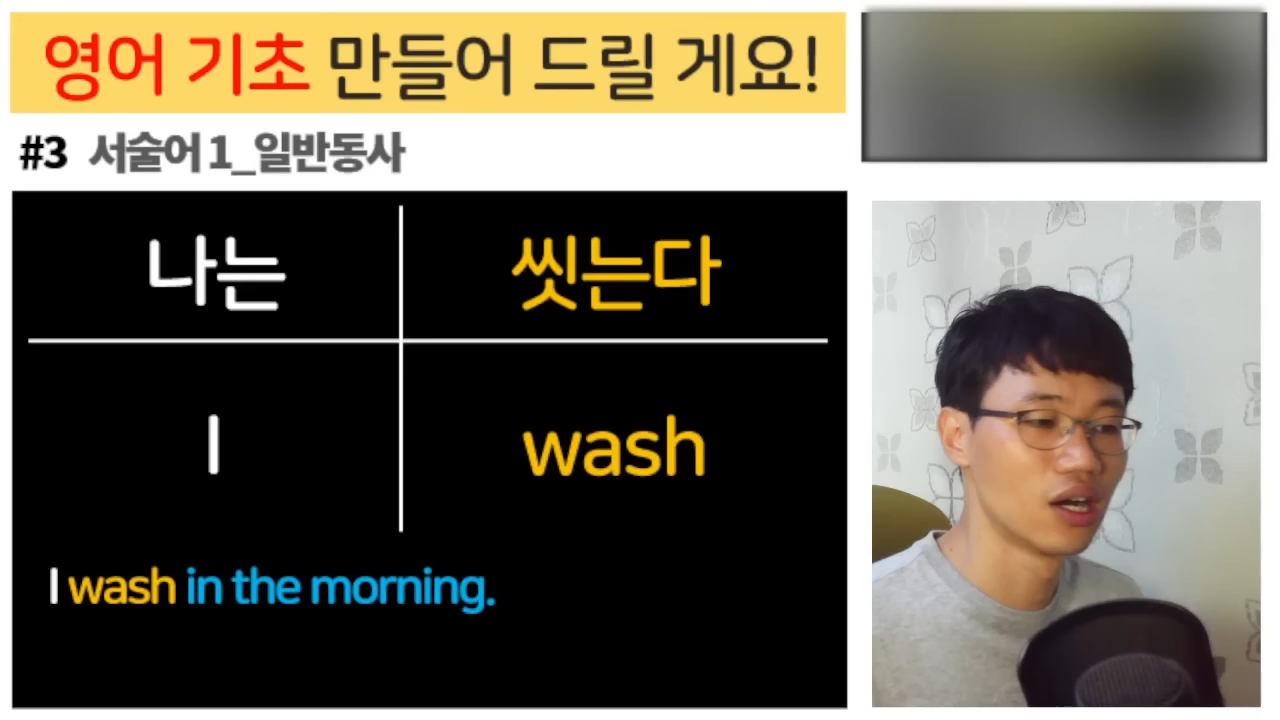 영어 기초 만들어 드릴 게요!
#3 서술어 1_일반동사
나는 씻는다
I wash
I wash in the morning.